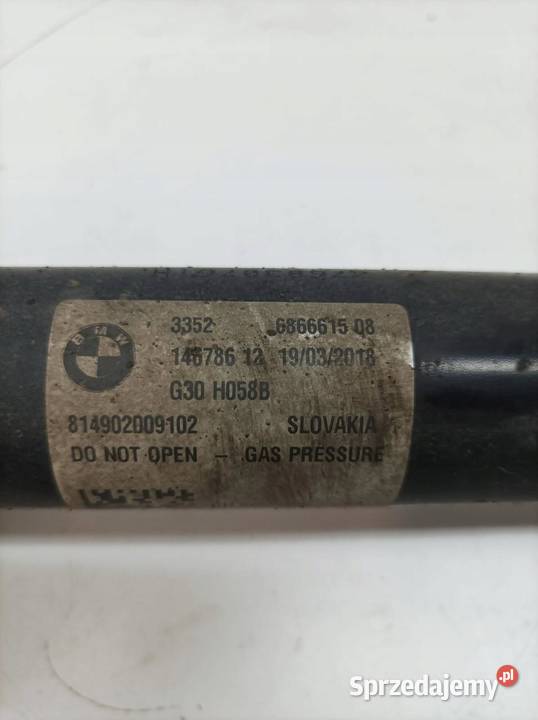 BMW
3352 6866615 08
146786 12 19/03/2018
G30 H058B
814902009102 SLOVAKIA
DO NOT OPEN - GAS PRESSURE
Sprzedajemy.pl